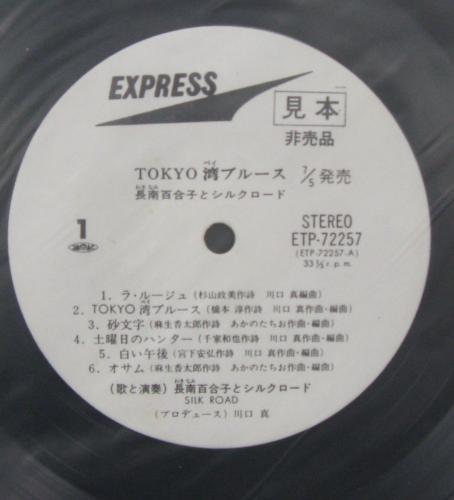 EXPRESS
見本
非売品
ベイ
TOKYO 湾ブルース 7/5発売
おさなみ
長南百合子とシルクロード
1
STEREO
ETP-72257
(ETP-72257-A)
33 1/3 r.p.m.
1. ラ・ルージュ (杉山政美作詩 川口 真編曲)
2. TOKYO 湾ブルース (橋本 淳作詩 川口 真作曲・編曲)
3. 砂文字 (麻生香太郎作詩 あかのたちお作曲・編曲)
4. 土曜日のハンター (千家和也作詩 川口 真作曲・編曲)
5. 白い午後 (宮下安弘作詩 川口 真作曲・編曲)
6. オサム (麻生香太郎作詩 あかのたちお作曲・編曲)
(歌と演奏) 長南百合子とシルクロード
SILK ROAD
(プロデュース) 川口 真